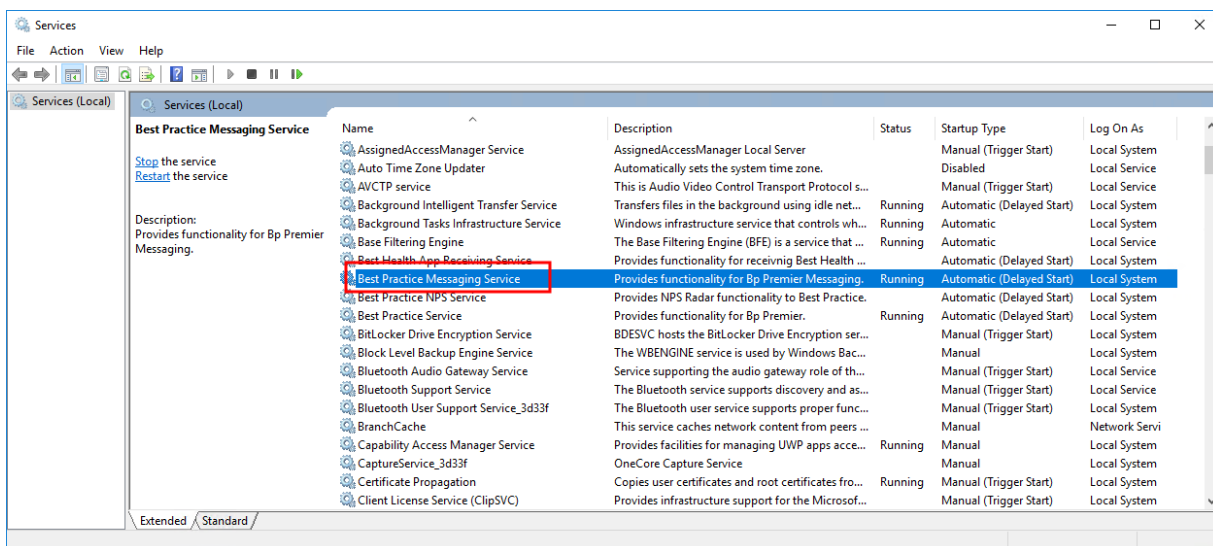 Services
File Action View Help
Services (Local)
Services (Local)
Best Practice Messaging Service
Stop the service
Restart the service
Description:
Provides functionality for Bp Premier
Messaging.
Name Description Status Startup Type Log On As
AssignedAccessManager Service AssignedAccessManager Local Server Manual (Trigger Start) Local System
Auto Time Zone Updater Automatically sets the system time zone. Disabled Local Service
AVCTP service This is Audio Video Control Transport Protocol s... Manual (Trigger Start) Local Service
Background Intelligent Transfer Service Transfers files in the background using idle net... Running Automatic (Delayed Start) Local System
Background Tasks Infrastructure Service Windows infrastructure service that controls wh... Running Automatic Local System
Base Filtering Engine The Base Filtering Engine (BFE) is a service that ... Running Automatic Local Service
Best Health App Receiving Service Provides functionality for receivnig Best Health ... Automatic (Delayed Start) Local System
Best Practice Messaging Service Provides functionality for Bp Premier Messaging. Running Automatic (Delayed Start) Local System
Best Practice NPS Service Provides NPS Radar functionality to Best Practice. Automatic (Delayed Start) Local System
Best Practice Service Provides functionality for Bp Premier. Running Automatic (Delayed Start) Local System
BitLocker Drive Encryption Service BDESVC hosts the BitLocker Drive Encryption ser... Manual (Trigger Start) Local System
Block Level Backup Engine Service The WBENGINE service is used by Windows Bac... Manual Local System
Bluetooth Audio Gateway Service Service supporting the audio gateway role of th... Manual (Trigger Start) Local Service
Bluetooth Support Service The Bluetooth service supports discovery and as... Manual (Trigger Start) Local Service
Bluetooth User Support Service_3d33f The Bluetooth user service supports proper func... Manual (Trigger Start) Local System
BranchCache This service caches network content from peers ... Manual Network Servi
Capability Access Manager Service Provides facilities for managing UWP apps acce... Running Manual Local System
CaptureService_3d33f OneCore Capture Service Manual Local System
Certificate Propagation Copies user certificates and root certificates fro... Running Manual (Trigger Start) Local System
Client License Service (ClipSVC) Provides infrastructure support for the Microsof... Manual (Trigger Start) Local System
Extended Standard